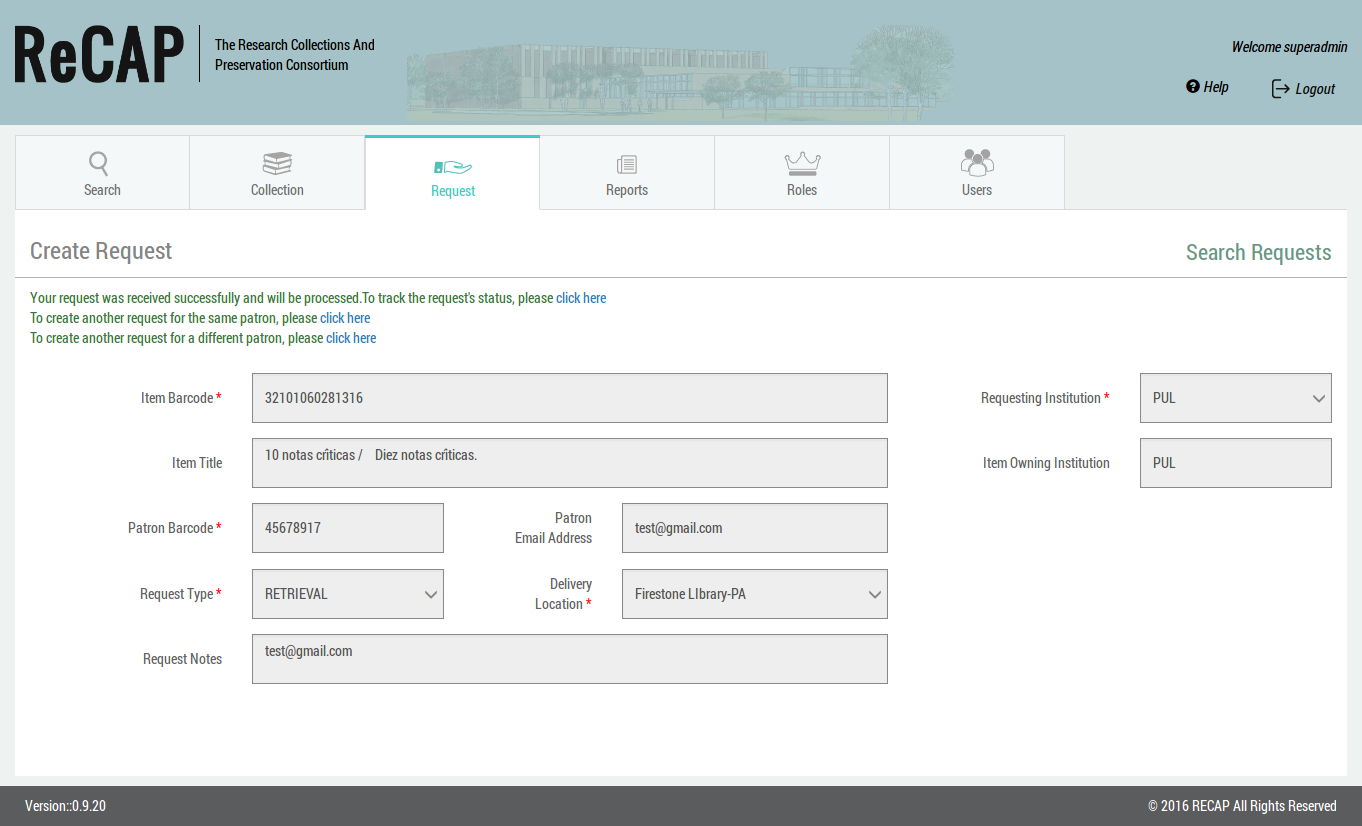 ReCAP
The Research Collections And
Preservation Consortium
Welcome superadmin
Help
Logout
Search
Collection
Request
Reports
Roles
Users
Create Request
Search Requests
Your request was received successfully and will be processed.To track the request's status, please click here
To create another request for the same patron, please click here
To create another request for a different patron, please click here
Item Barcode * 32101060281316
Requesting Institution * PUL
Item Title 10 notas crı́ticas / Diez notas crı́ticas.
Item Owning Institution PUL
Patron Barcode * 45678917
Patron
Email Address
test@gmail.com
Request Type * RETRIEVAL
Delivery
Location *
Firestone LIbrary-PA
Request Notes test@gmail.com
Version::0.9.20
© 2016 RECAP All Rights Reserved